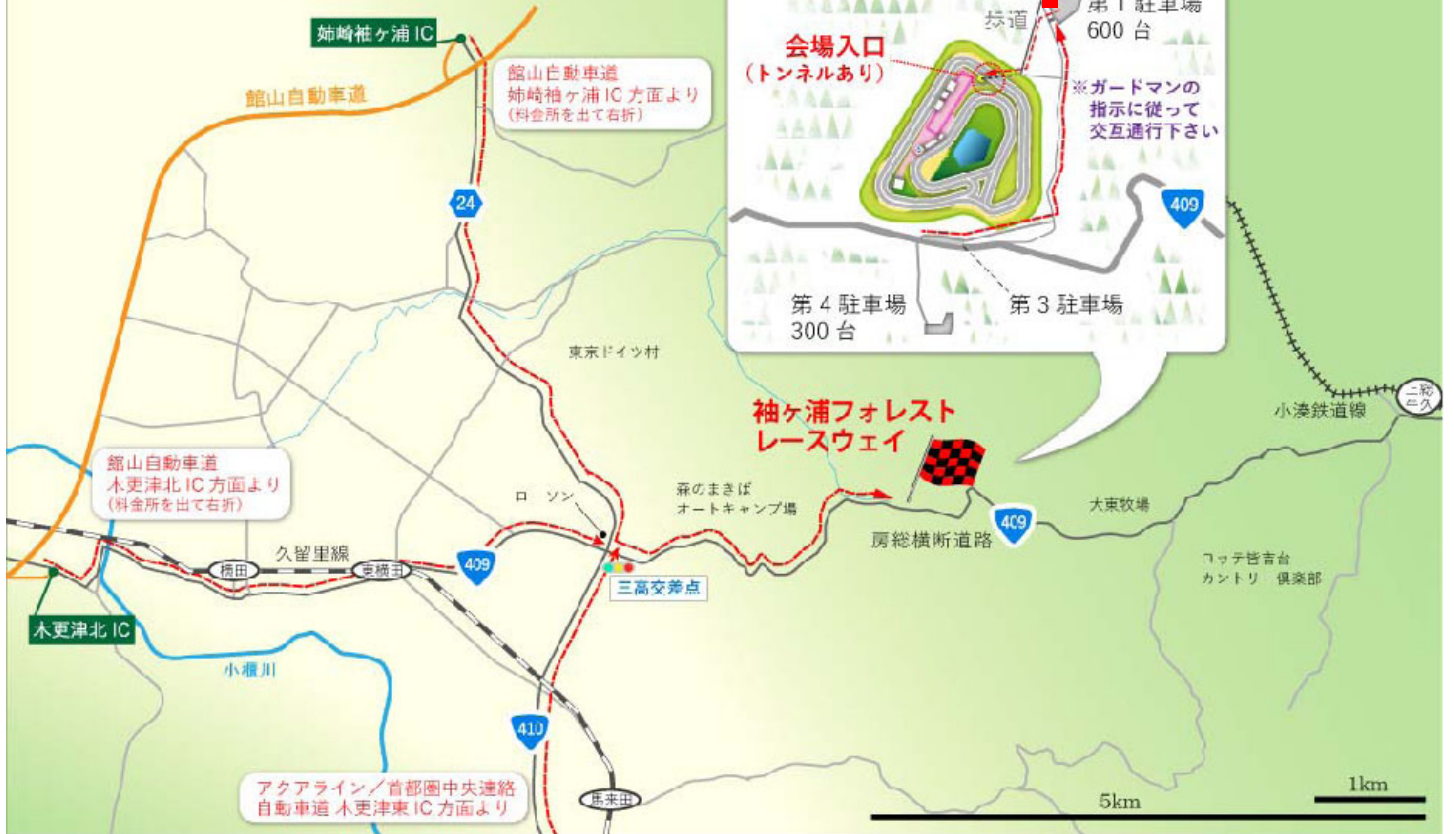 姉崎袖ヶ浦IC
館山自動車道
館山自動車道
姉崎袖ヶ浦IC方面より
(料金所を出て右折)
24
歩道
第1駐車場
600台
会場入口
(トンネルあり)
※ガードマンの
指示に従って
交互通行下さい
409
第4駐車場
300台
第3駐車場
東京ドイツ村
袖ヶ浦フォレスト
レースウェイ
小湊鉄道線
上総
牛久
館山自動車道
木更津北IC方面より
(料金所を出て右折)
ロ ソン
森のまきば
オートキャンプ場
大東牧場
房総横断道路
409
久留里線
横田
東横田
409
三高交差点
ロッテ皆吉台
カントリ 倶楽部
木更津北IC
小櫃川
410
アクアライン/首都圏中央連絡
自動車道 木更津東IC方面より
馬来田
5km
1km